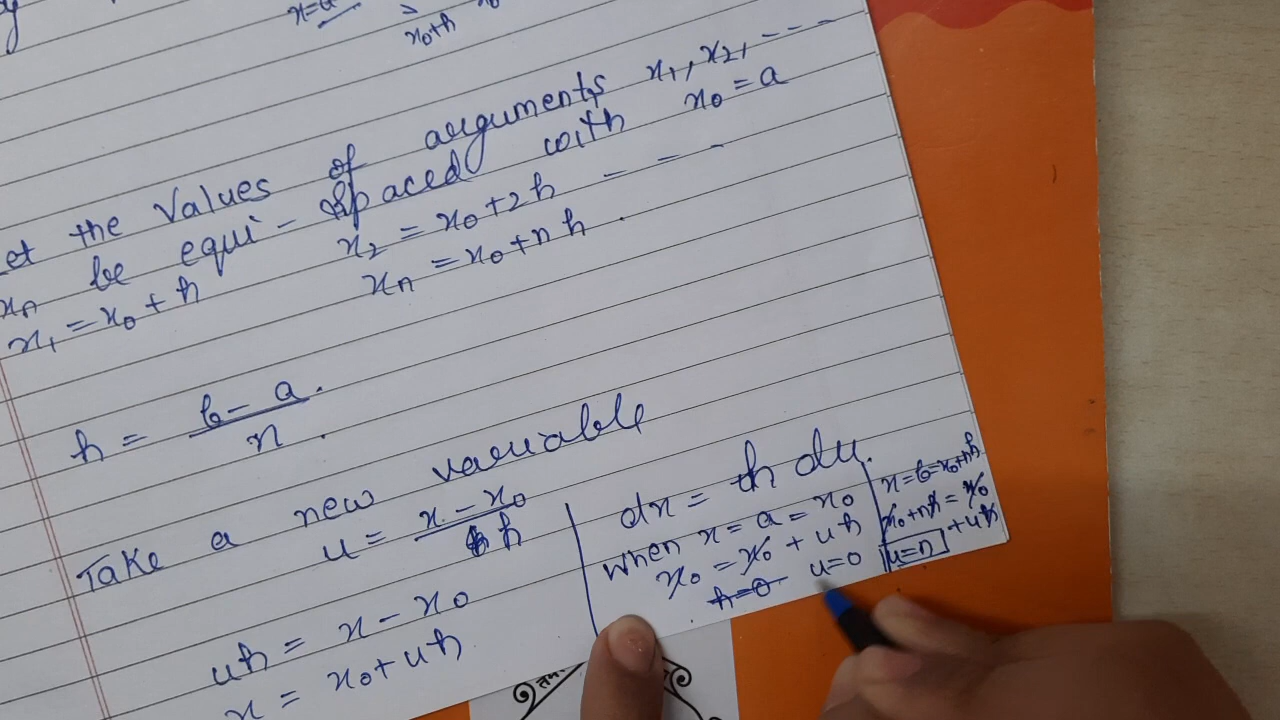 x=a
x0+h
et the values of arguments x1, x2, ---
xn be equi-spaced with x0 = a
x1 = x0 + h x2 = x0 + 2h ---
xn = x0 + nh.
h = b-a/n.
Take a new variable
u = x - x0/h
uh = x - x0
x = x0 + uh
dx = h du.
when x = a = x0
x0 = x0 + uh
h=0 u=0
x = b = x0+nh
x0+nh = x0
+uh
u=n